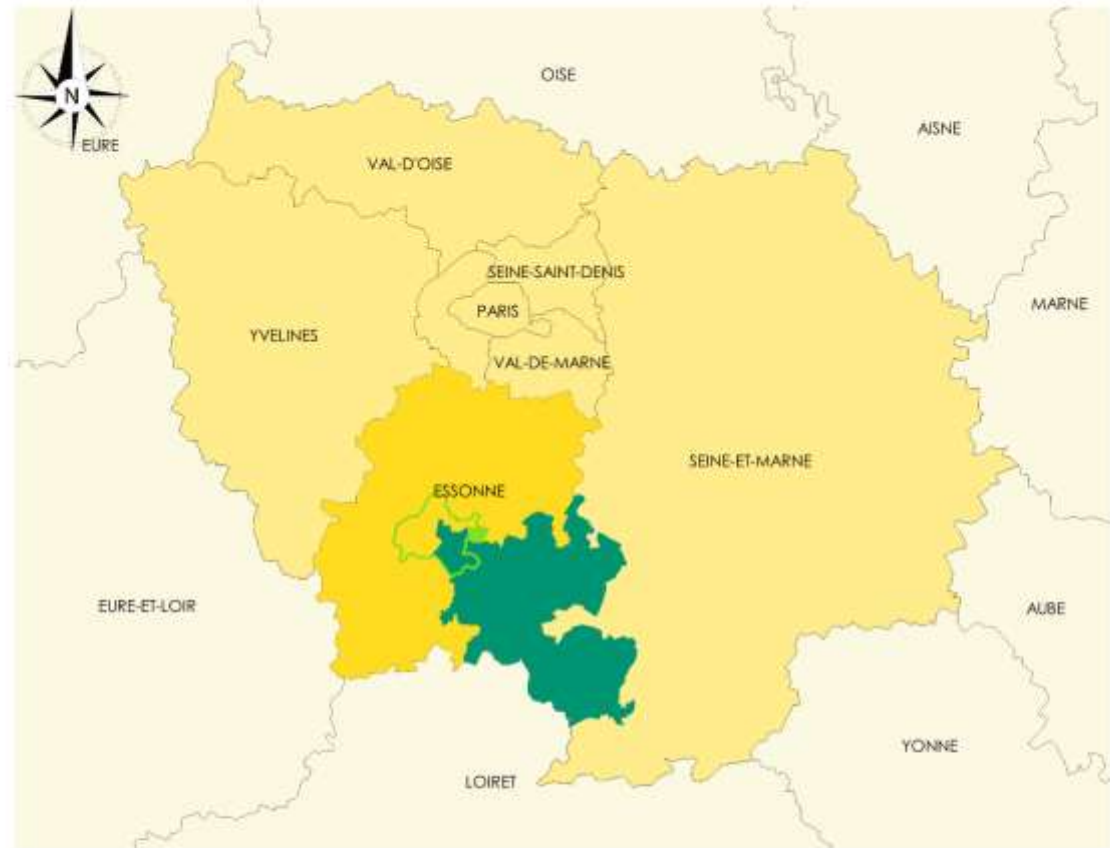 OISE
N
AISNE
EURE
VAL-D'OISE
SEINE-SAINT-DENIS
MARNE
PARIS
YVELINES
VAL-DE-MARNE
SEINE-ET-MARNE
ESSONNE
EURE-ET-LOIR
AUBE
YONNE
LOIRET